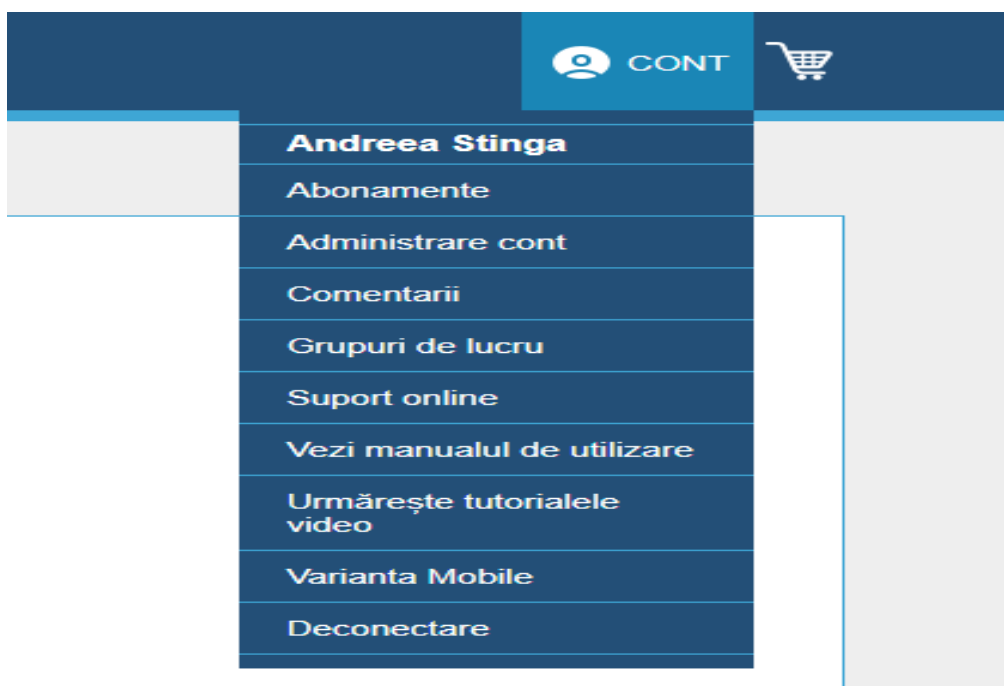 CONT
Andreea Stinga
Abonamente
Administrare cont
Comentarii
Grupuri de lucru
Suport online
Vezi manualul de utilizare
Urmărește tutorialele
video
Varianta Mobile
Deconectare